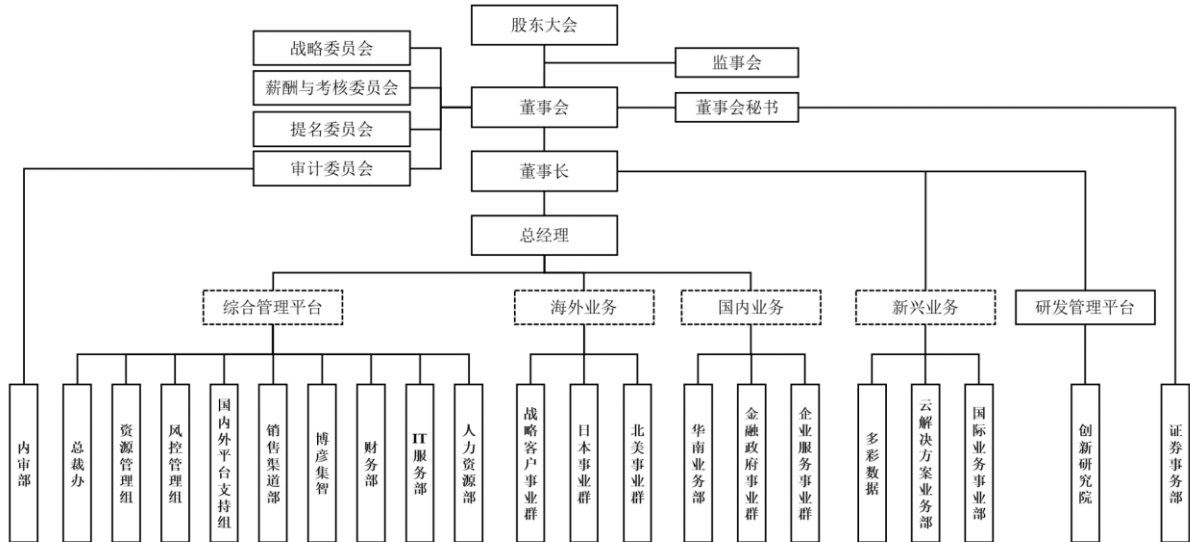 股东大会
战略委员会
监事会
薪酬与考核委员会
董事会
董事会秘书
提名委员会
审计委员会
董事长
总经理
综合管理平台
海外业务
国内业务
新兴业务
研发管理平台
内审部
总裁办
资源管理组
风控管理组
国内外平台支持组
销售渠道部
博彦集智
财务部
IT服务部
人力资源部
战略客户事业群
日本事业群
北美事业群
华南业务部
金融政府事业群
企业服务事业群
多彩数据
云解决方案业务部
国际业务事业部
创新研究院
证券事务部